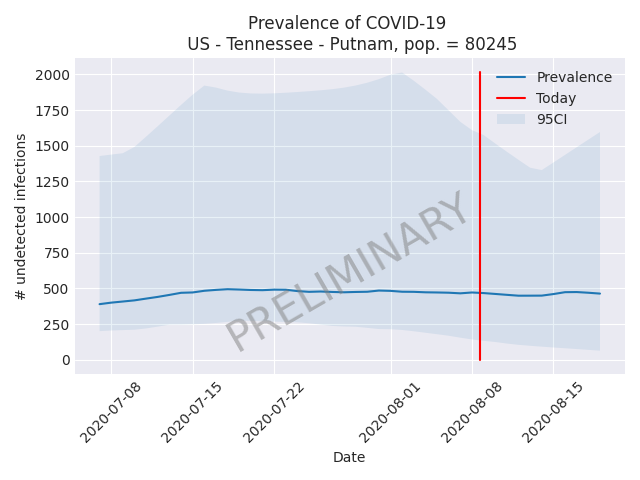 Prevalence of COVID-19
US - Tennessee - Putnam, pop. = 80245
2000
1750
1500
1250
1000
750
500
250
0
# undetected infections
Prevalence
Today
95CI
PRELIMINARY
2020-07-08
2020-07-15
2020-07-22
2020-08-01
2020-08-08
2020-08-15
Date